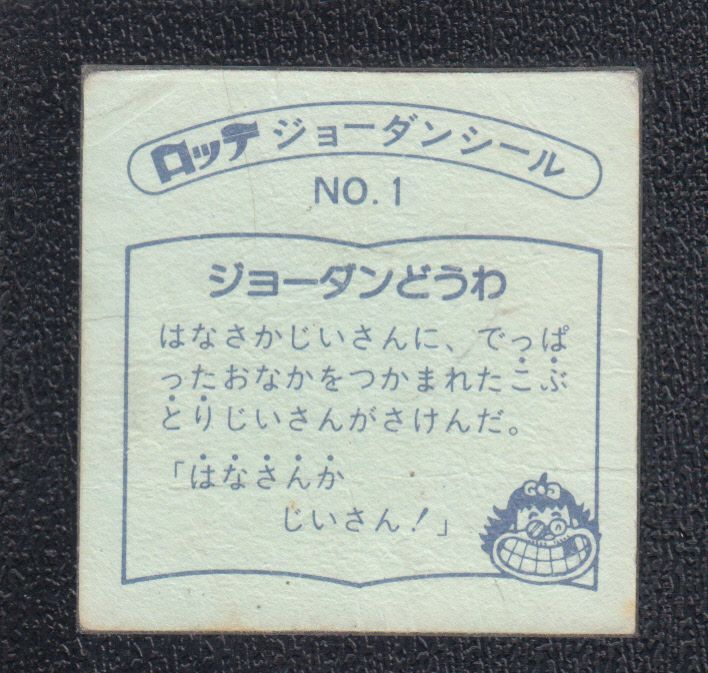 ロッテ ジョーダンシール
NO.1
ジョーダンどうわ
はなさかじいさんに、でっぱ
ったおなかをつかまれたこぶ
とりじいさんがさけんだ。
「はなさんか
じいさん!」